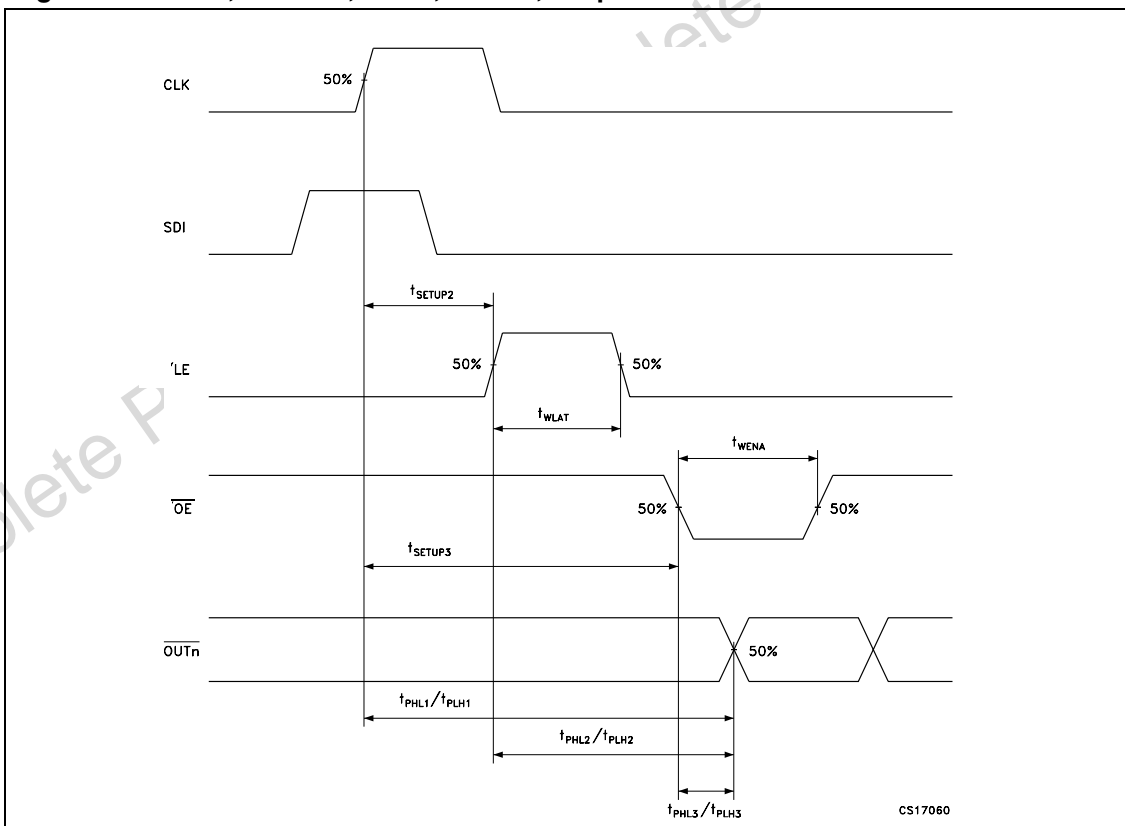 CLK
50%
SDI
tSETUP2
LE
50%
50%
tWLAT
tWENA
OE
50%
50%
tSETUP3
OUTn
50%
tPHL1/tPLH1
tPHL2/tPLH2
tPHL3/tPLH3
CS17060